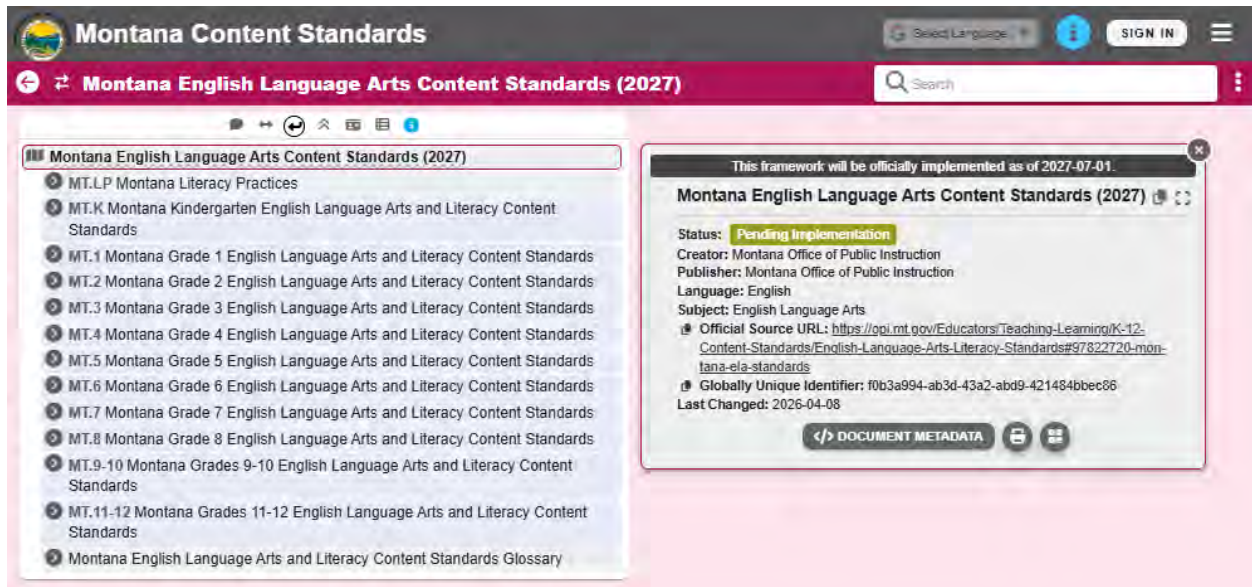 Montana Content Standards
Select Language
SIGN IN
Montana English Language Arts Content Standards (2027)
Search
Montana English Language Arts Content Standards (2027)
MT.LP Montana Literacy Practices
MT.K Montana Kindergarten English Language Arts and Literacy Content
Standards
MT.1 Montana Grade 1 English Language Arts and Literacy Content Standards
MT.2 Montana Grade 2 English Language Arts and Literacy Content Standards
MT.3 Montana Grade 3 English Language Arts and Literacy Content Standards
MT.4 Montana Grade 4 English Language Arts and Literacy Content Standards
MT.5 Montana Grade 5 English Language Arts and Literacy Content Standards
MT.6 Montana Grade 6 English Language Arts and Literacy Content Standards
MT.7 Montana Grade 7 English Language Arts and Literacy Content Standards
MT.8 Montana Grade 8 English Language Arts and Literacy Content Standards
MT.9-10 Montana Grades 9-10 English Language Arts and Literacy Content
Standards
MT.11-12 Montana Grades 11-12 English Language Arts and Literacy Content
Standards
Montana English Language Arts and Literacy Content Standards Glossary
This framework will be officially implemented as of 2027-07-01.
Montana English Language Arts Content Standards (2027)
Status: Pending Implementation
Creator: Montana Office of Public Instruction
Publisher: Montana Office of Public Instruction
Language: English
Subject: English Language Arts
Official Source URL: https://opi.mt.gov/Educators/Teaching-Learning/K-12-
Content-Standards/English-Language-Arts-Literacy-Standards#97822720-mon-
tana-ela-standards
Globally Unique Identifier: f0b3a994-ab3d-43a2-abd9-421484bbec86
Last Changed: 2026-04-08
</> DOCUMENT METADATA